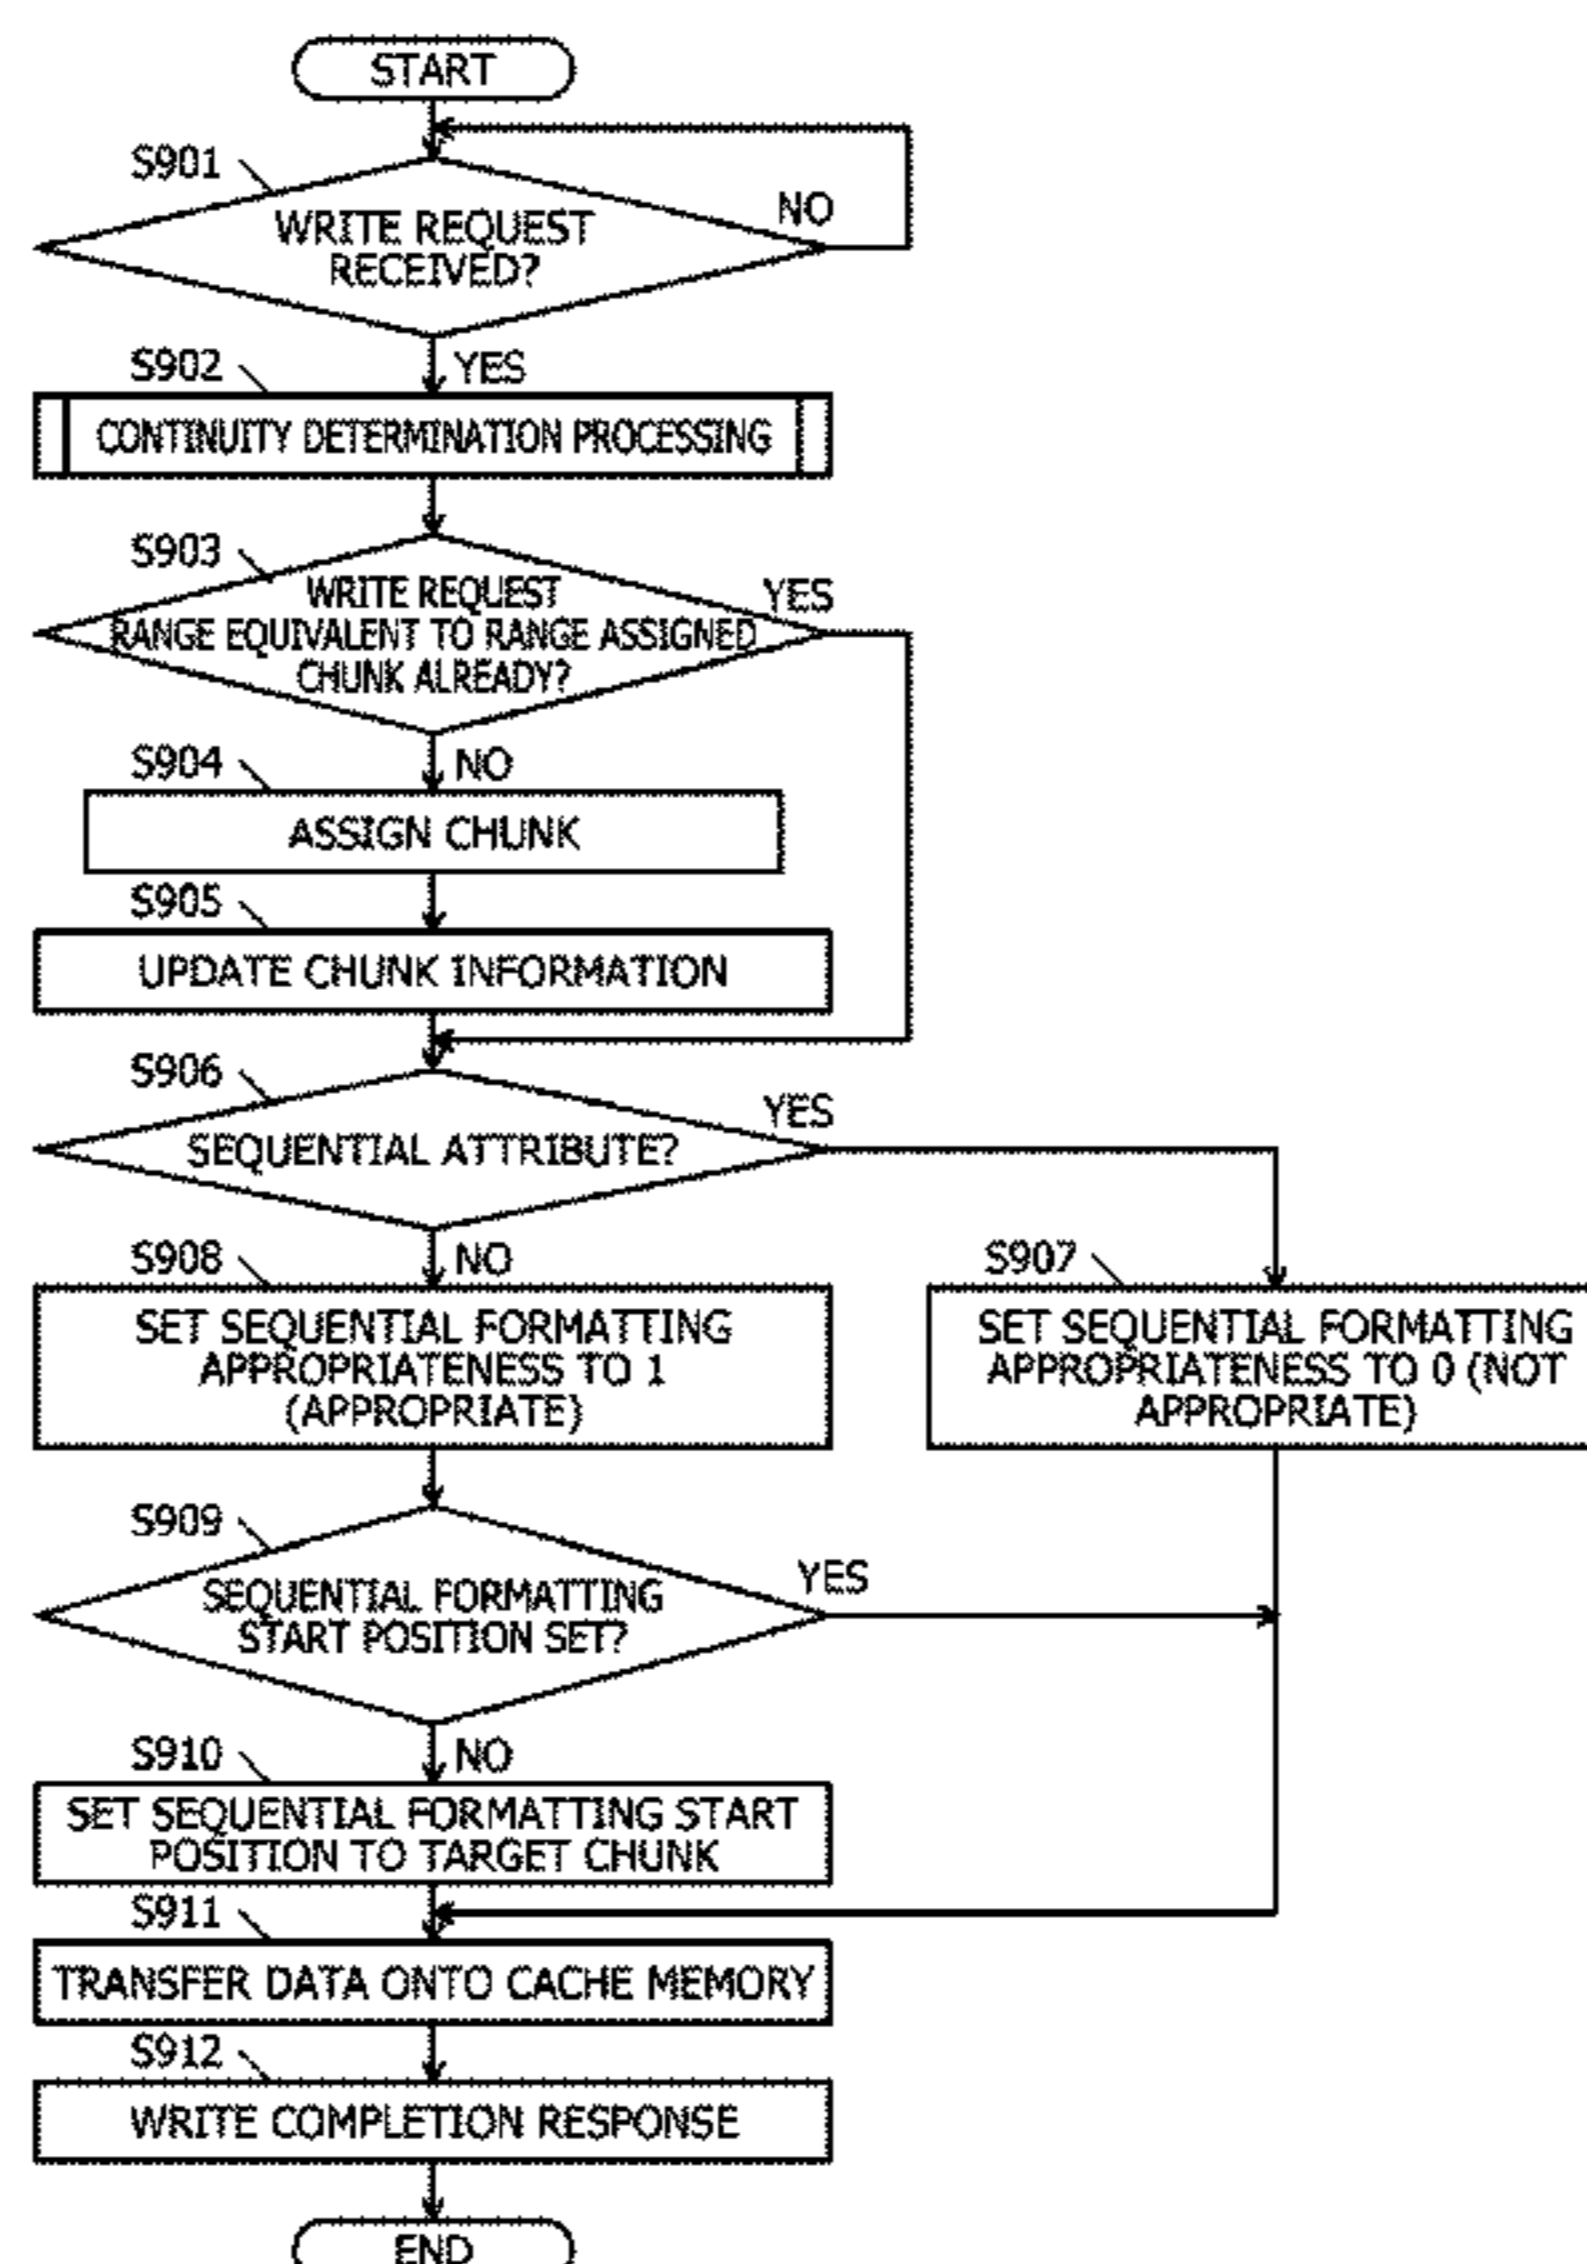 START
S901
WRITE REQUEST
RECEIVED?
NO
YES
S902
CONTINUITY DETERMINATION PROCESSING
S903
WRITE REQUEST
RANGE EQUIVALENT TO RANGE ASSIGNED
CHUNK ALREADY?
YES
NO
S904
ASSIGN CHUNK
S905
UPDATE CHUNK INFORMATION
S906
SEQUENTIAL ATTRIBUTE?
YES
NO
S908
SET SEQUENTIAL FORMATTING
APPROPRIATENESS TO 1
(APPROPRIATE)
S907
SET SEQUENTIAL FORMATTING
APPROPRIATENESS TO 0 (NOT
APPROPRIATE)
S909
SEQUENTIAL FORMATTING
START POSITION SET?
YES
NO
S910
SET SEQUENTIAL FORMATTING START
POSITION TO TARGET CHUNK
S911
TRANSFER DATA ONTO CACHE MEMORY
S912
WRITE COMPLETION RESPONSE
END